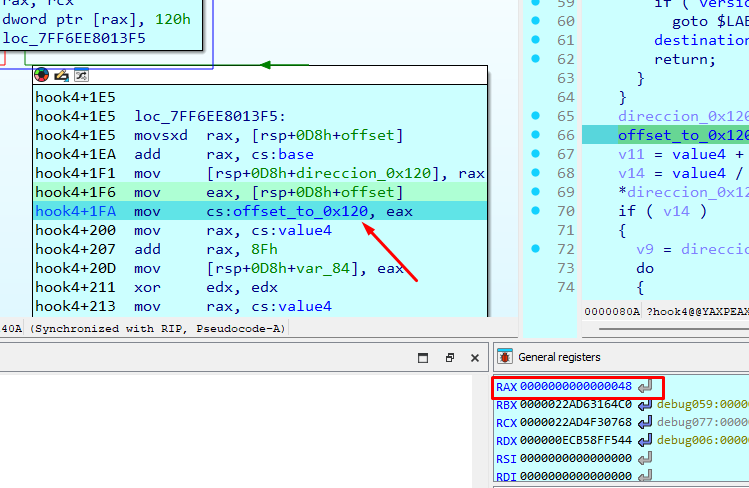 rax, rcx
dword ptr [rax], 120h
loc_7FF6EE8013F5
hook4+1E5
hook4+1E5 loc_7FF6EE8013F5:
hook4+1E5 movsxd rax, [rsp+0D8h+offset]
hook4+1EA add rax, cs:base
hook4+1F1 mov [rsp+0D8h+direccion_0x120], rax
hook4+1F6 mov eax, [rsp+0D8h+offset]
hook4+1FA mov cs:offset_to_0x120, eax
hook4+200 mov rax, cs:value4
hook4+207 add rax, 8Fh
hook4+20D mov [rsp+0D8h+var_84], eax
hook4+211 xor edx, edx
hook4+213 mov rax, cs:value4
40A (Synchronized with RIP, Pseudocode-A)
59 if ( versio
60 goto $LAB
61 destination
62 return;
63 }
64 }
65 direccion_0x120
66 offset_to_0x120
67 v11 = value4 +
68 v14 = value4 /
69 *direccion_0x12
70 if ( v14 )
71 {
72 v9 = direcci
73 do
74 {
0000080A ?hook4@@YAXPEAX
General registers
RAX 0000000000000048
RBX 0000022AD63164C0 debug059:0000
RCX 0000022AD4F30768 debug077:0000
RDX 000000ECB58FF544 debug006:0000
RSI 0000000000000000
RDI 0000000000000000